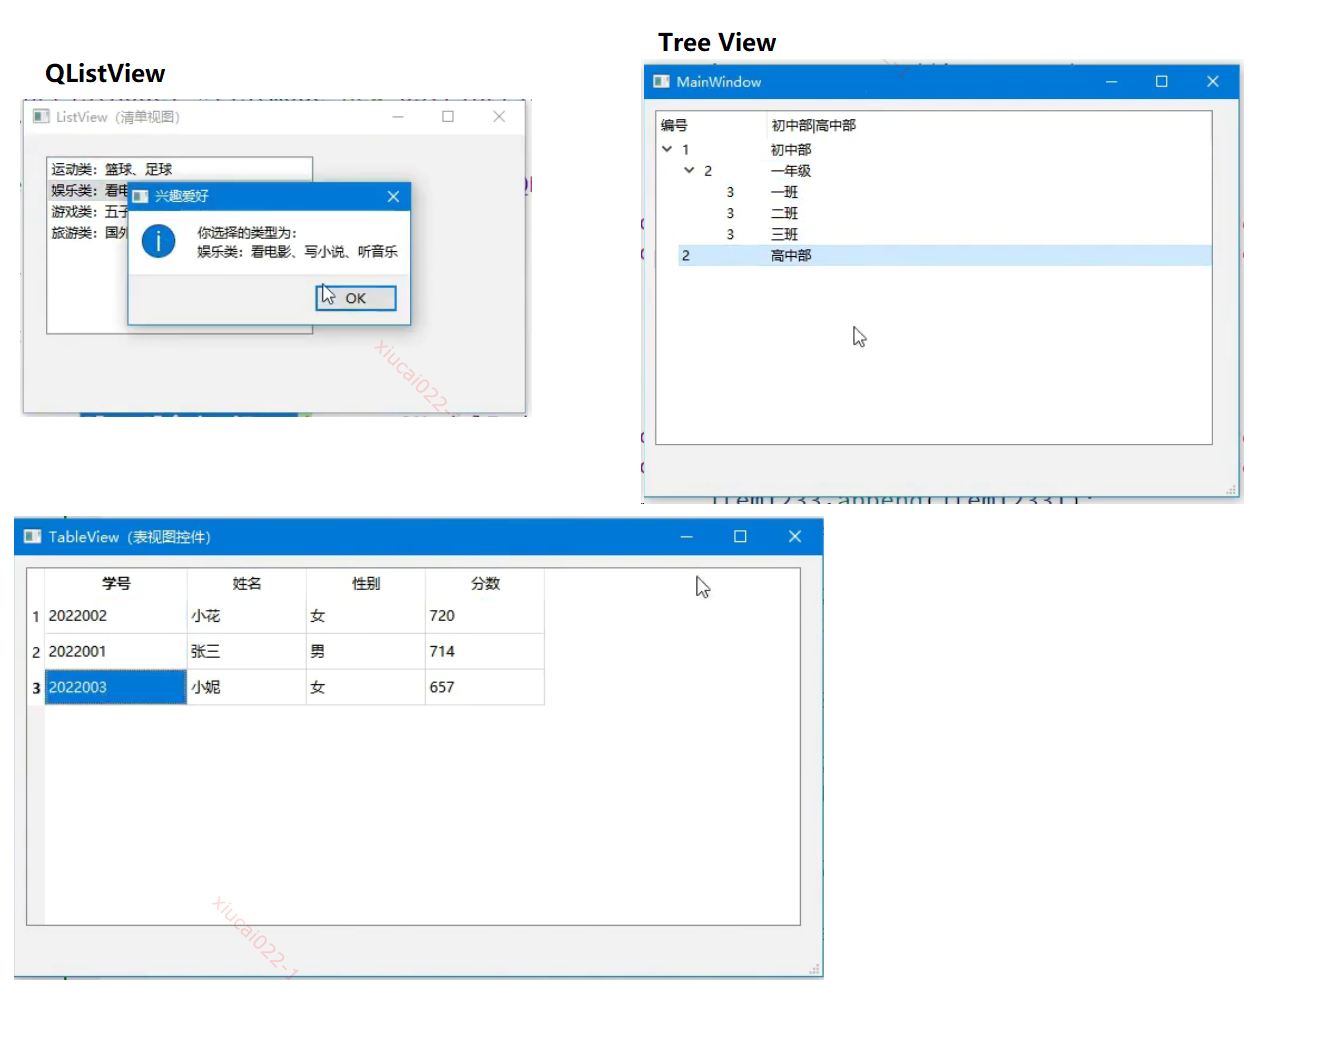 QListView
ListView（清单视图）
运动类：篮球、足球
娱乐类：看电
游戏类：五子
旅游类：国外
兴趣爱好
你选择的类型为：
娱乐类：看电影、写小说、听音乐
OK
xiucai022-
Tree View
MainWindow
编号 初中部|高中部
1 初中部
2 一年级
3 一班
3 二班
3 三班
2 高中部
item1233.append(item12331)
TableView（表视图控件）
学号 姓名 性别 分数
1 2022002 小花 女 720
2 2022001 张三 男 714
3 2022003 小妮 女 657
xiucai022-1